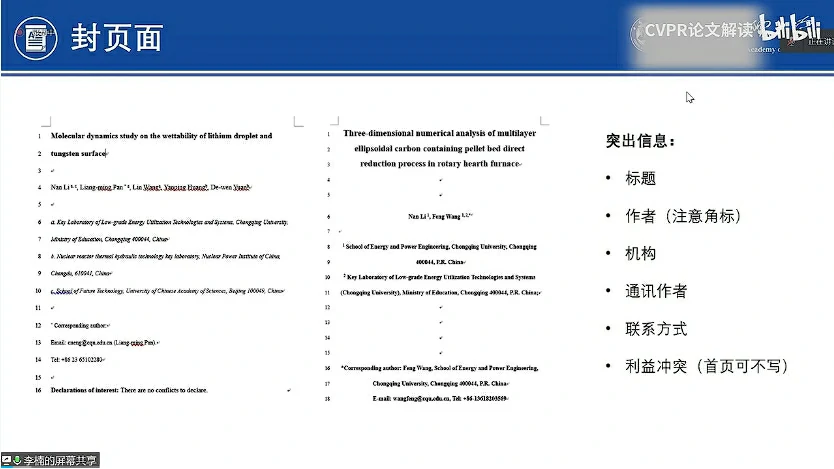 封页面
CVPR论文解读
bilibili
academy
正在讲
1 Molecular dynamics study on the wettability of lithium droplet and
2 tungsten surface
3
4 Nan Li a, c, Liang-ming Pan a *, Lin Wang, Yanping Huang b, De-wen Yuan b
5
6 a. Key Laboratory of Low-grade Energy Utilization Technologies and Systems, Chongqing University,
7 Ministry of Education, Chongqing 400044, China
8 b. Nuclear reactor thermal hydraulic technology key laboratory, Nuclear Power Institute of China,
9 Chengdu, 610041, China
10 c. School of Future Technology, University of Chinese Academy of Sciences, Beijing 100049, China
11
12 * Corresponding author:
13 Email: cneng@cqu.edu.cn (Liang-ming Pan).
14 Tel: +86 23 65102280
15
16 Declarations of interest: There are no conflicts to declare.
1 Three-dimensional numerical analysis of multilayer
2 ellipsoidal carbon containing pellet bed direct
3 reduction process in rotary hearth furnace
4
5
6 Nan Li 1, Feng Wang 1,2,*
7
8 1 School of Energy and Power Engineering, Chongqing University, Chongqing
9 400044, P.R. China
10 2 Key Laboratory of Low-grade Energy Utilization Technologies and Systems
11 (Chongqing University), Ministry of Education, Chongqing 400044, P.R. China;
12
13
14
15
16 *Corresponding author: Feng Wang, School of Energy and Power Engineering,
17 Chongqing University, Chongqing 400044, P.R. China
18 E-mail: wangfeng@cqu.edu.cn, Tel: +86-13618203569
突出信息：
• 标题
• 作者（注意角标）
• 机构
• 通讯作者
• 联系方式
• 利益冲突（首页可不写）
李楠的屏幕共享